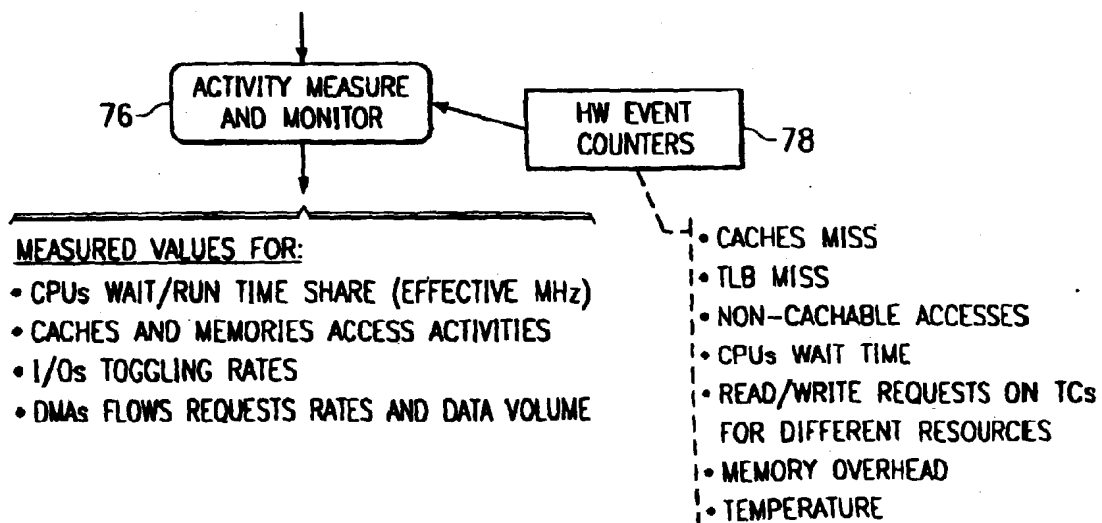 ACTIVITY MEASURE
AND MONITOR
76
HW EVENT
COUNTERS
78
MEASURED VALUES FOR:
• CPUs WAIT/RUN TIME SHARE (EFFECTIVE MHz)
• CACHES AND MEMORIES ACCESS ACTIVITIES
• I/Os TOGGLING RATES
• DMAs FLOWS REQUESTS RATES AND DATA VOLUME
• CACHES MISS
• TLB MISS
• NON-CACHABLE ACCESSES
• CPUs WAIT TIME
• READ/WRITE REQUESTS ON TCs
FOR DIFFERENT RESOURCES
• MEMORY OVERHEAD
• TEMPERATURE